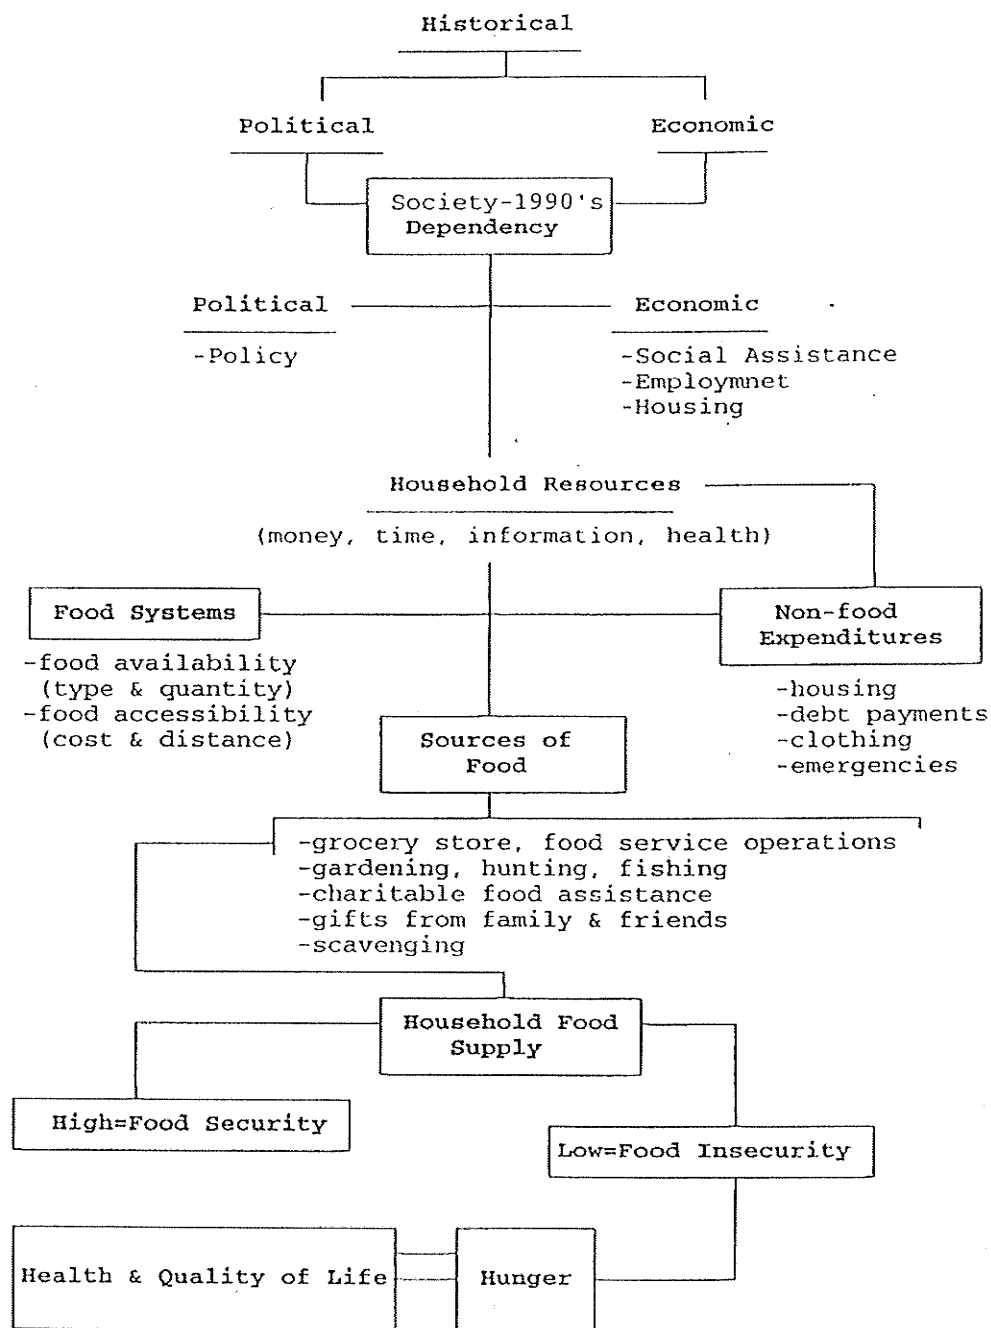 Historical
Political
Economic
Society-1990's
Dependency
Political
Economic
-Policy
-Social Assistance
-Employmnet
-Housing
Household Resources
(money, time, information, health)
Food Systems
Non-food
Expenditures
-food availability
(type & quantity)
-food accessibility
(cost & distance)
-housing
-debt payments
-clothing
-emergencies
Sources of
Food
-grocery store, food service operations
-gardening, hunting, fishing
-charitable food assistance
-gifts from family & friends
-scavenging
Household Food
Supply
High=Food Security
Low=Food Insecurity
Health & Quality of Life
Hunger